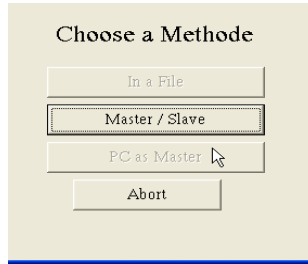 Choose a Methode
In a File
Master / Slave
PC as Master
Abort